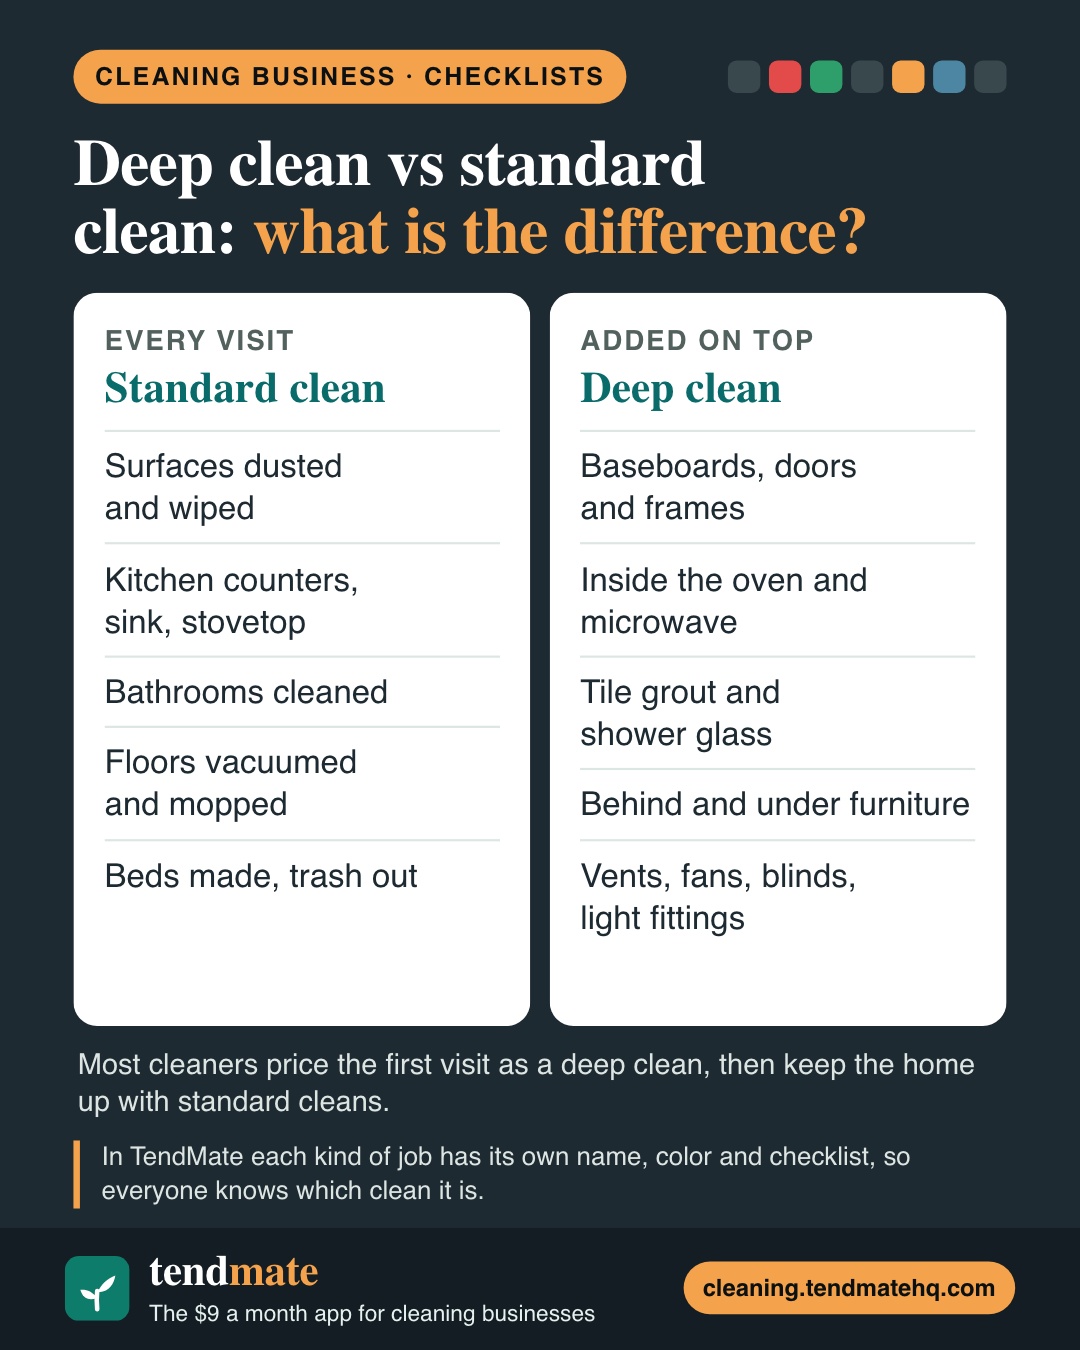 CLEANING BUSINESS · CHECKLISTS
Deep clean vs standard
clean: what is the difference?
EVERY VISIT
Standard clean
Surfaces dusted
and wiped
Kitchen counters,
sink, stovetop
Bathrooms cleaned
Floors vacuumed
and mopped
Beds made, trash out
ADDED ON TOP
Deep clean
Baseboards, doors
and frames
Inside the oven and
microwave
Tile grout and
shower glass
Behind and under furniture
Vents, fans, blinds,
light fittings
Most cleaners price the first visit as a deep clean, then keep the home
up with standard cleans.
In TendMate each kind of job has its own name, color and checklist, so
everyone knows which clean it is.
tendmate
The $9 a month app for cleaning businesses
cleaning.tendmatehq.com